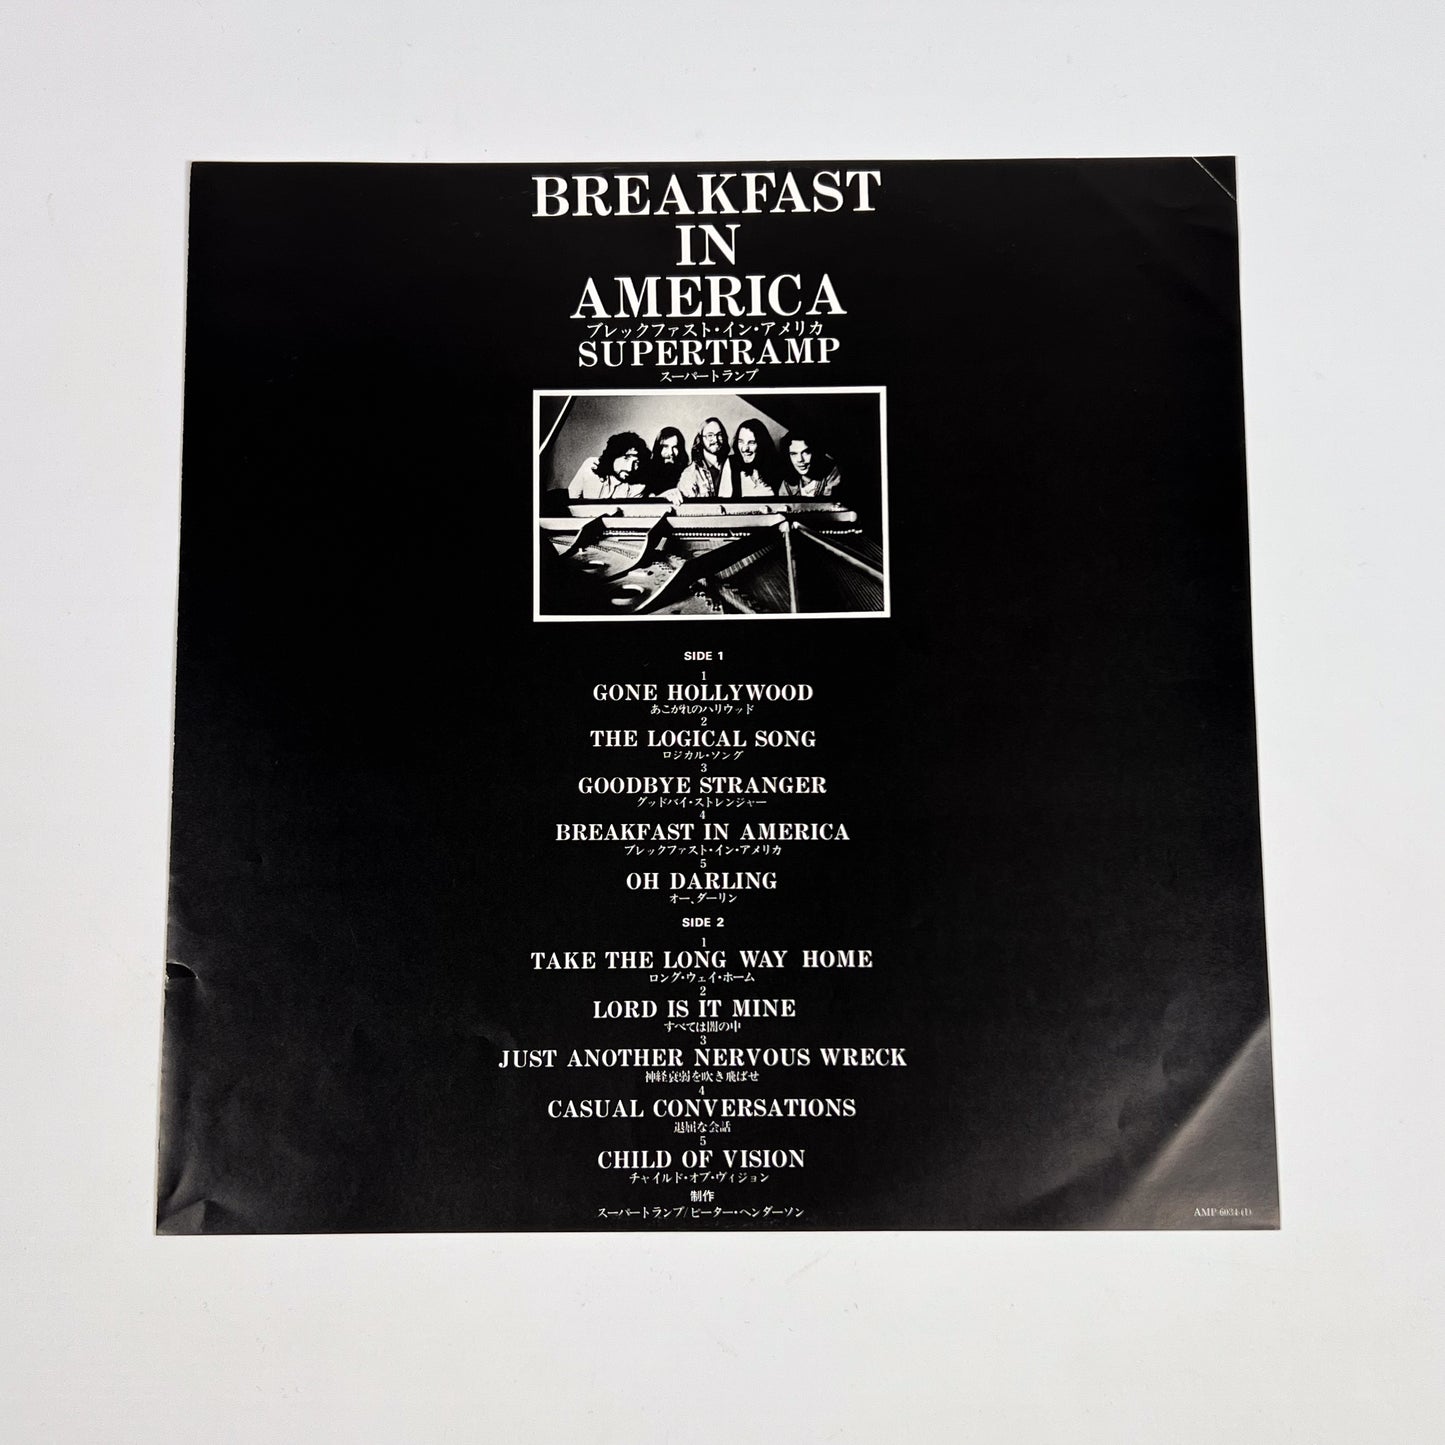 BREAKFAST
IN
AMERICA
ブレックファスト・イン・アメリカ
SUPERTRAMP
スーパートランプ
SIDE 1
1
GONE HOLLYWOOD
あこがれのハリウッド
2
THE LOGICAL SONG
ロジカル・ソング
3
GOODBYE STRANGER
グッドバイ・ストレンジャー
4
BREAKFAST IN AMERICA
ブレックファスト・イン・アメリカ
5
OH DARLING
オー、ダーリン
SIDE 2
1
TAKE THE LONG WAY HOME
ロング・ウェイ・ホーム
2
LORD IS IT MINE
すべては闇の中
3
JUST ANOTHER NERVOUS WRECK
神経衰弱を吹き飛ばせ
4
CASUAL CONVERSATIONS
退屈な会話
5
CHILD OF VISION
チャイルド・オブ・ヴィジョン
制作
スーパートランプ/ピーター・ヘンダーソン
AMP-6034-(1)